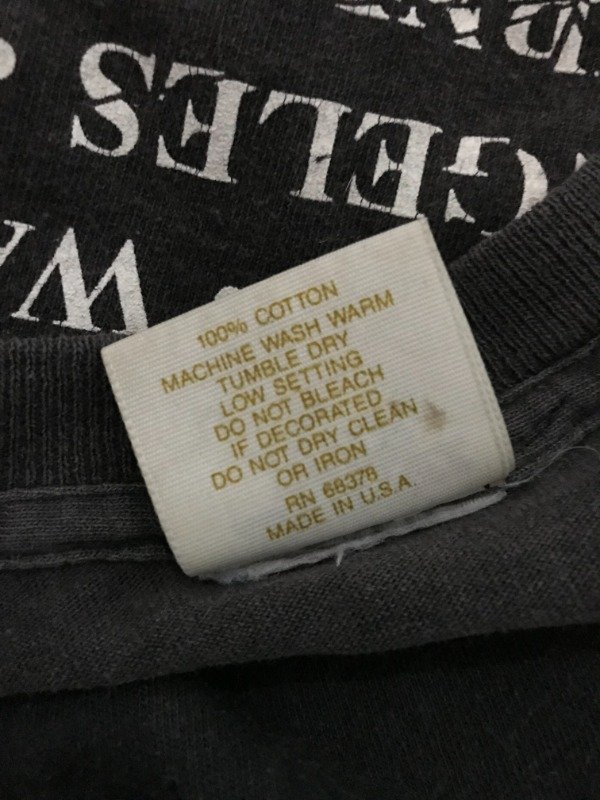 GELES
100% COTTON
MACHINE WASH WARM
TUMBLE DRY
LOW SETTING
DO NOT BLEACH
IF DECORATED
DO NOT DRY CLEAN
OR IRON
RN 68378
MADE IN U.S.A.